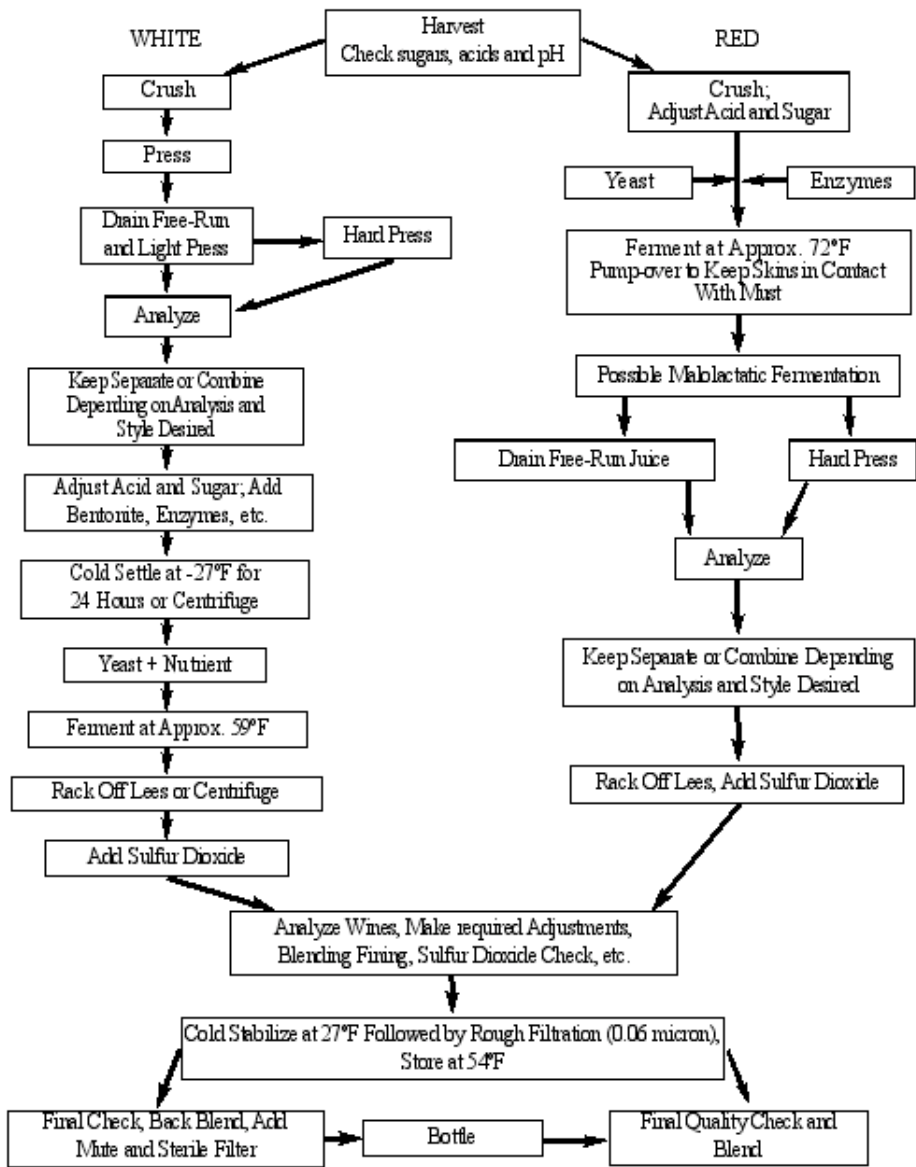 WHITE
Harvest
Check sugars, acids and pH
RED
Crush
Press
Drain Free-Run
and Light Press
Hard Press
Analyze
Keep Separate or Combine
Depending on Analysis and
Style Desired
Adjust Acid and Sugar; Add
Bentonite, Enzymes, etc.
Cold Settle at -27°F for
24 Hours or Centrifuge
Yeast + Nutrient
Ferment at Approx. 59°F
Rack Off Lees or Centrifuge
Add Sulfur Dioxide
Crush;
Adjust Acid and Sugar
Yeast
Enzymes
Ferment at Approx. 72°F
Pump-over to Keep Skins in Contact
With Must
Possible Malolactatic Fermentation
Drain Free-Run Juice
Hard Press
Analyze
Keep Separate or Combine Depending
on Analysis and Style Desired
Rack Off Lees, Add Sulfur Dioxide
Analyze Wines, Make required Adjustments,
Blending Fining, Sulfur Dioxide Check, etc.
Cold Stabilize at 27°F Followed by Rough Filtration (0.06 micron),
Store at 54°F
Final Check, Back Blend, Add
Mute and Sterile Filter
Bottle
Final Quality Check and
Blend